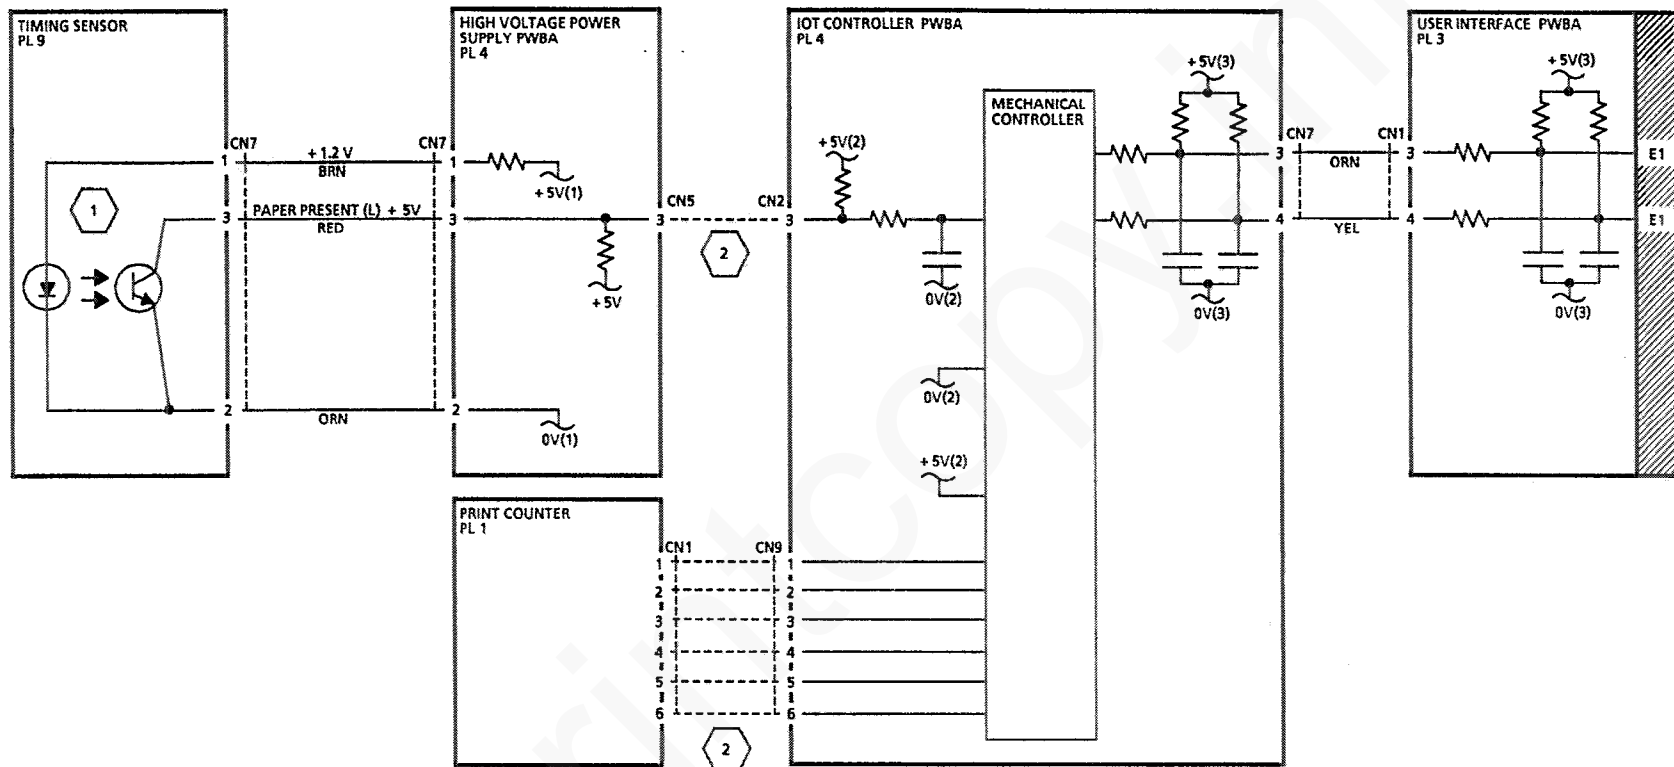 TIMING SENSOR
PL 9
CN7
1
3
2
1
+ 1.2 V
BRN
PAPER PRESENT (L) + 5V
RED
ORN
HIGH VOLTAGE POWER
SUPPLY PWBA
PL 4
CN7
1
3
2
+ 5V(1)
+ 5V
0V(1)
3
CN5
CN2
3
2
IOT CONTROLLER PWBA
PL 4
+ 5V(2)
0V(2)
0V(2)
+ 5V(2)
MECHANICAL
CONTROLLER
+ 5V(3)
0V(3)
3
4
CN7
CN1
ORN
YEL
USER INTERFACE PWBA
PL 3
3
4
+ 5V(3)
0V(3)
E1
E1
PRINT COUNTER
PL 1
CN1
CN9
1 1
2 2
3 3
4 4
5 5
6 6
2
printcopy.in